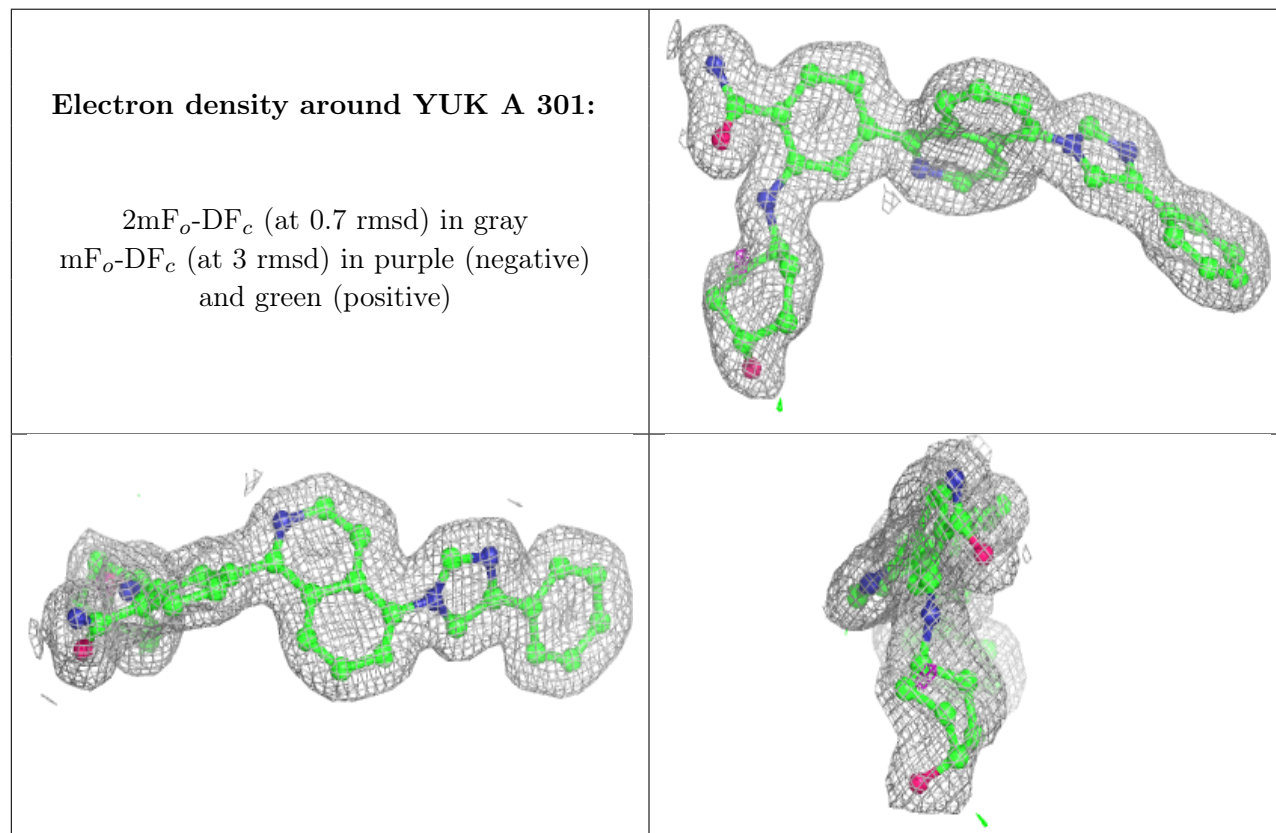 Electron density around YUK A 301:
2mFo-DFc (at 0.7 rmsd) in gray
mFo-DFc (at 3 rmsd) in purple (negative)
and green (positive)